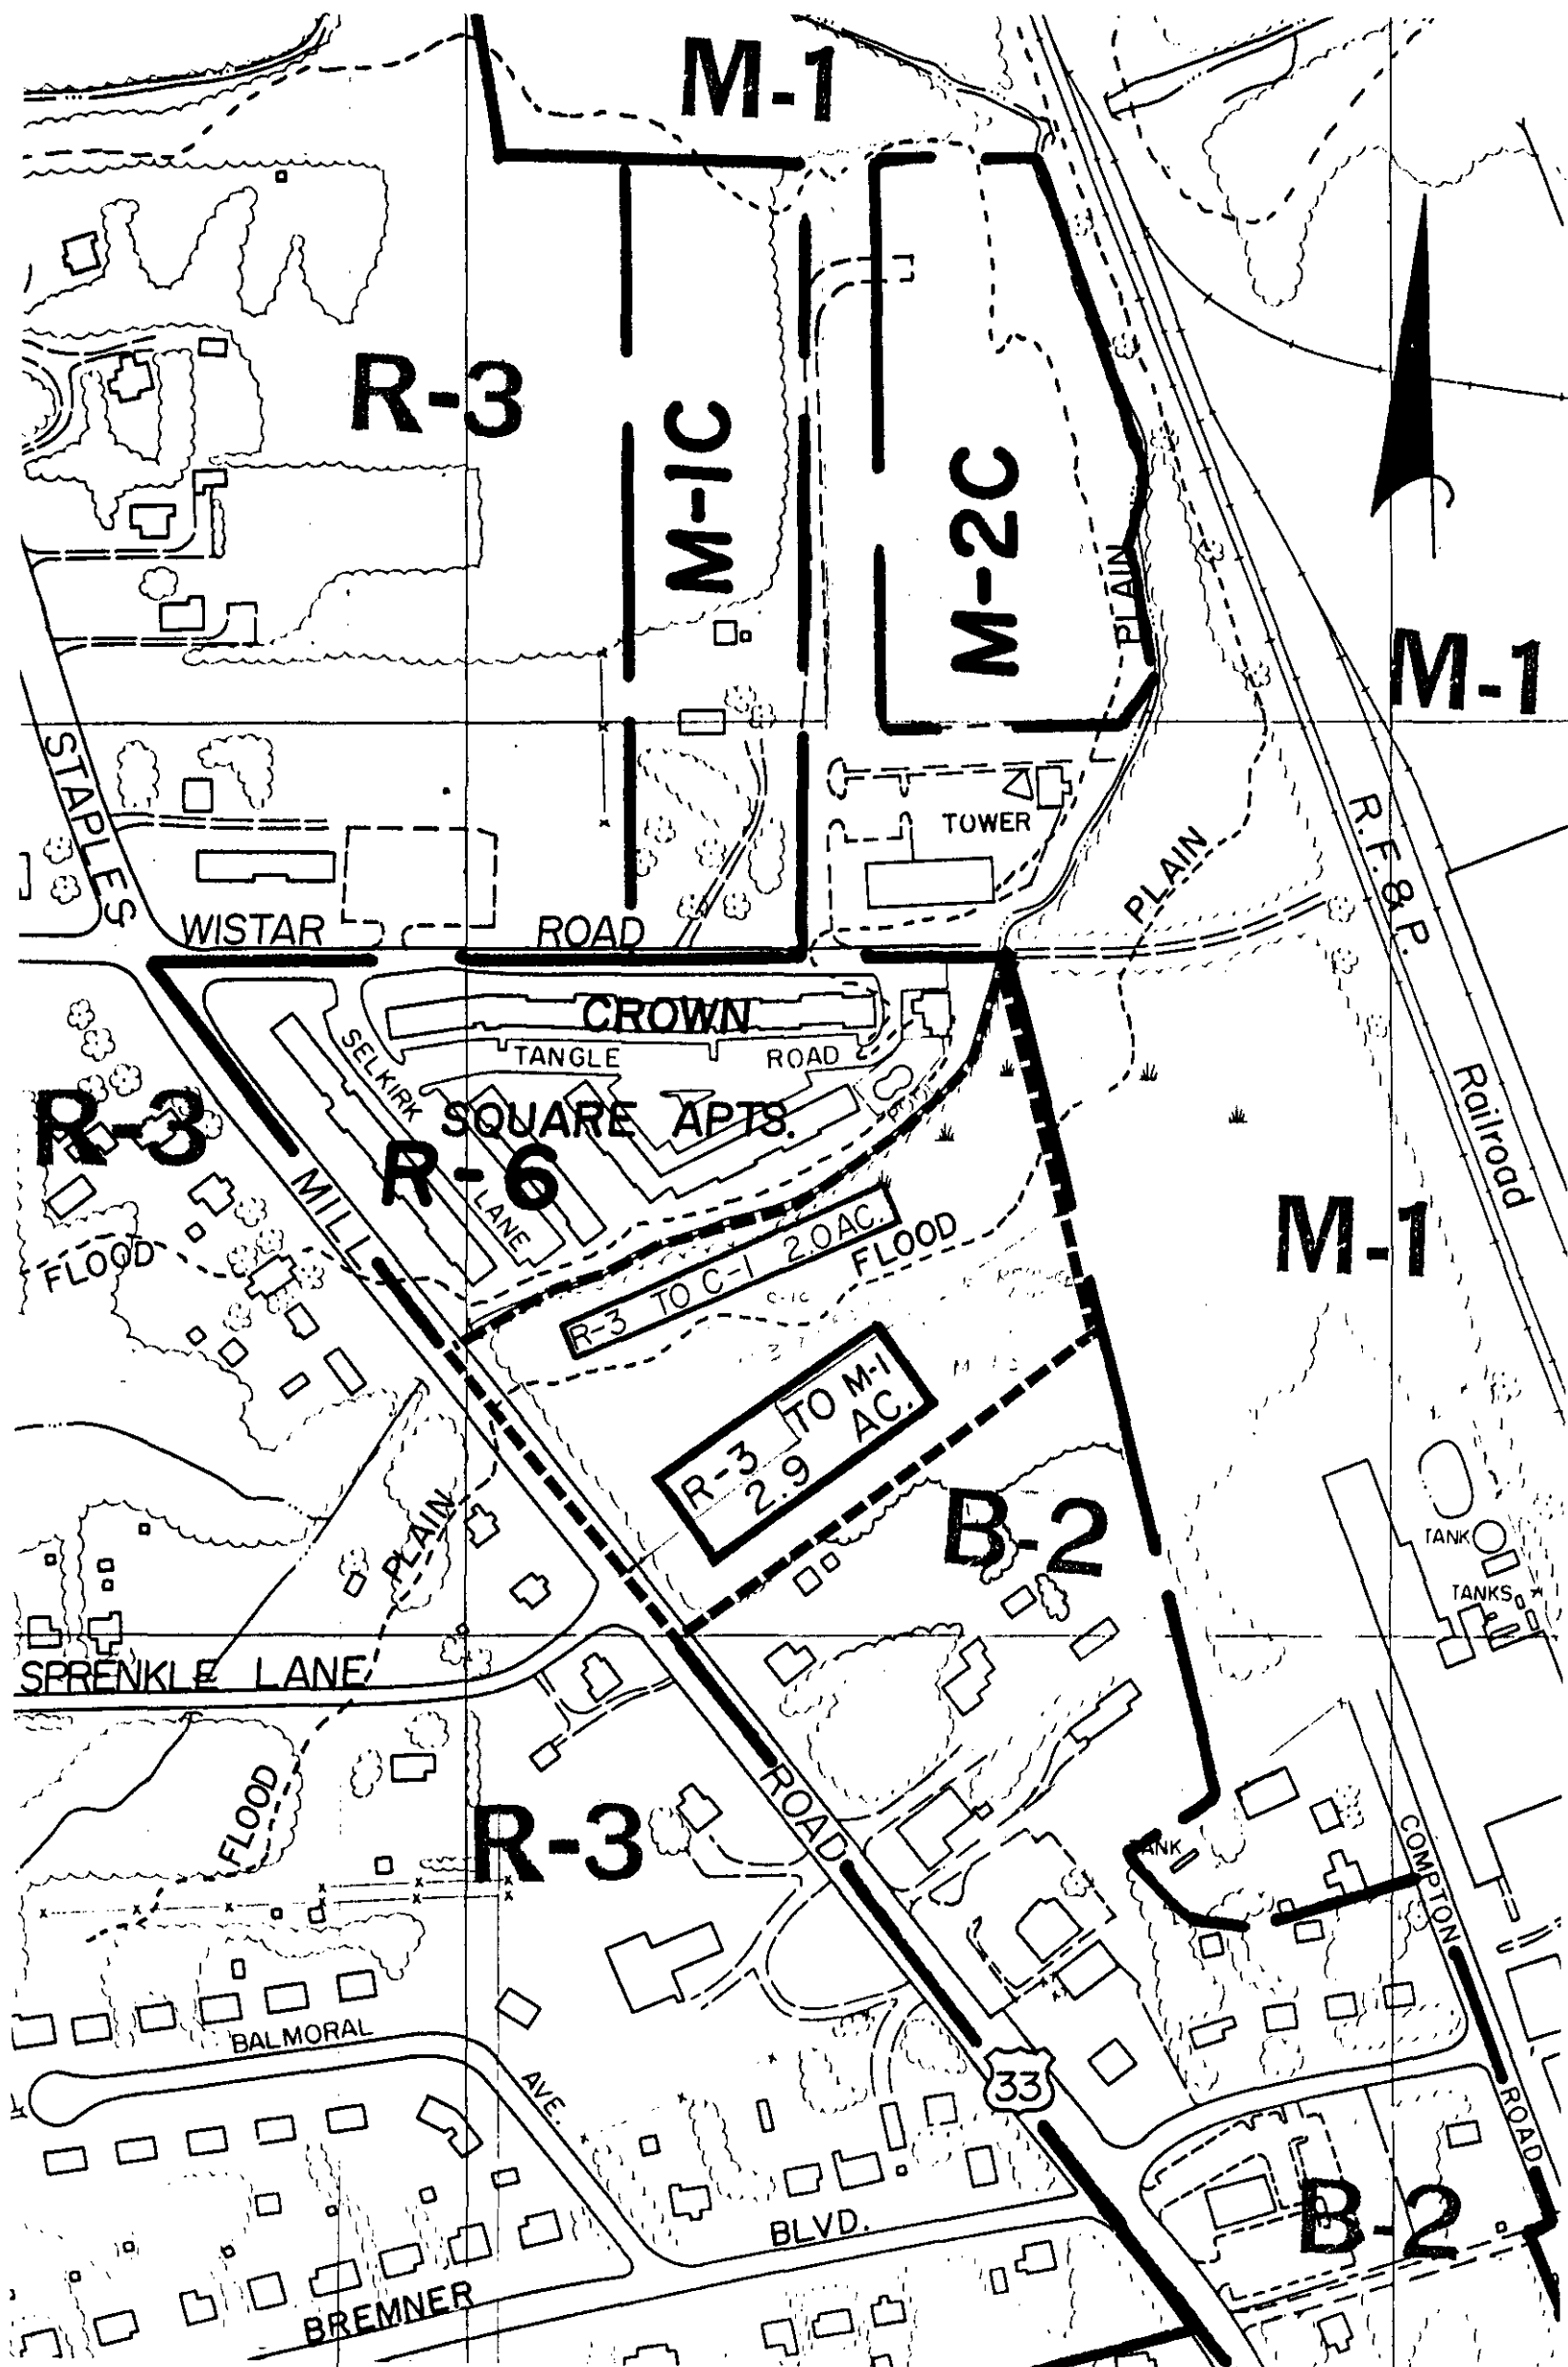 M-1
R-3
M-1C
M-2C
PLAIN
M-1
STAPLES
TOWER
PLAIN
R.F.&P.
Railroad
WISTAR ROAD
CROWN
TANGLE ROAD
SELKIRK
LANE
SQUARE APTS.
R-6
R-3
MILL
FLOOD
R-3 TO C-1 2.0 AC.
FLOOD
M-1
R-3 TO M-1
2.9 AC.
B-2
PLAIN
TANK
TANKS
SPRENKLE LANE
FLOOD
R-3
ROAD
COMPTON
ROAD
BALMORAL
AVE.
33
BLVD.
BREMNER
B-2